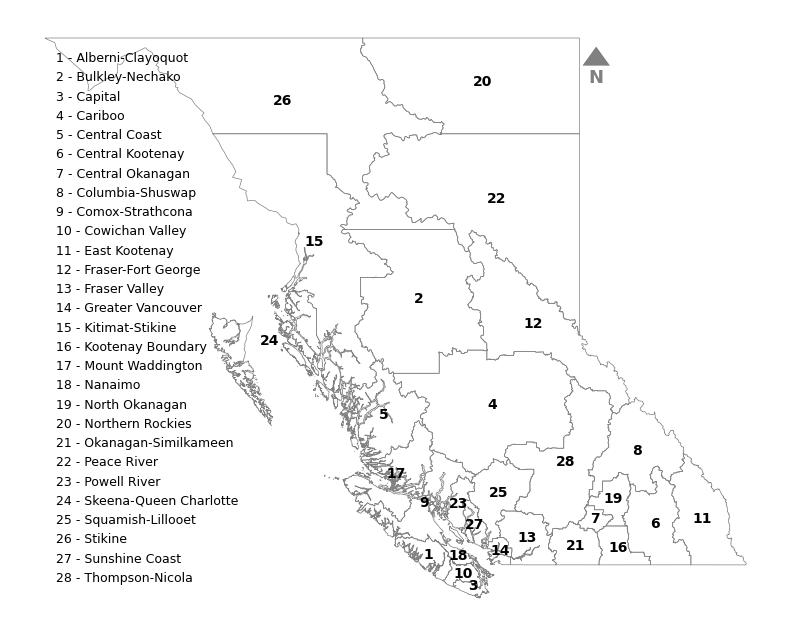 1 - Alberni-Clayoquot
2 - Bulkley-Nechako
3 - Capital
4 - Cariboo
5 - Central Coast
6 - Central Kootenay
7 - Central Okanagan
8 - Columbia-Shuswap
9 - Comox-Strathcona
10 - Cowichan Valley
11 - East Kootenay
12 - Fraser-Fort George
13 - Fraser Valley
14 - Greater Vancouver
15 - Kitimat-Stikine
16 - Kootenay Boundary
17 - Mount Waddington
18 - Nanaimo
19 - North Okanagan
20 - Northern Rockies
21 - Okanagan-Similkameen
22 - Peace River
23 - Powell River
24 - Skeena-Queen Charlotte
25 - Squamish-Lillooet
26 - Stikine
27 - Sunshine Coast
28 - Thompson-Nicola
N
20
26
22
15
2
12
24
4
5
8
28
17
25
19
9
23
7
11
6
27
13
21
16
14
1
18
10
3